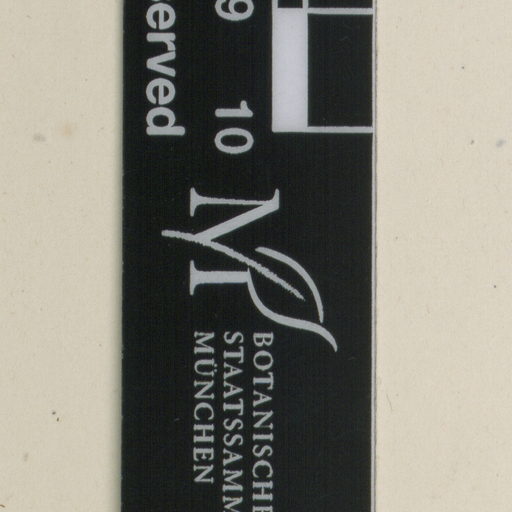 erved
9 10
M
BOTANISCHE
STAATSSAMM
MÜNCHEN